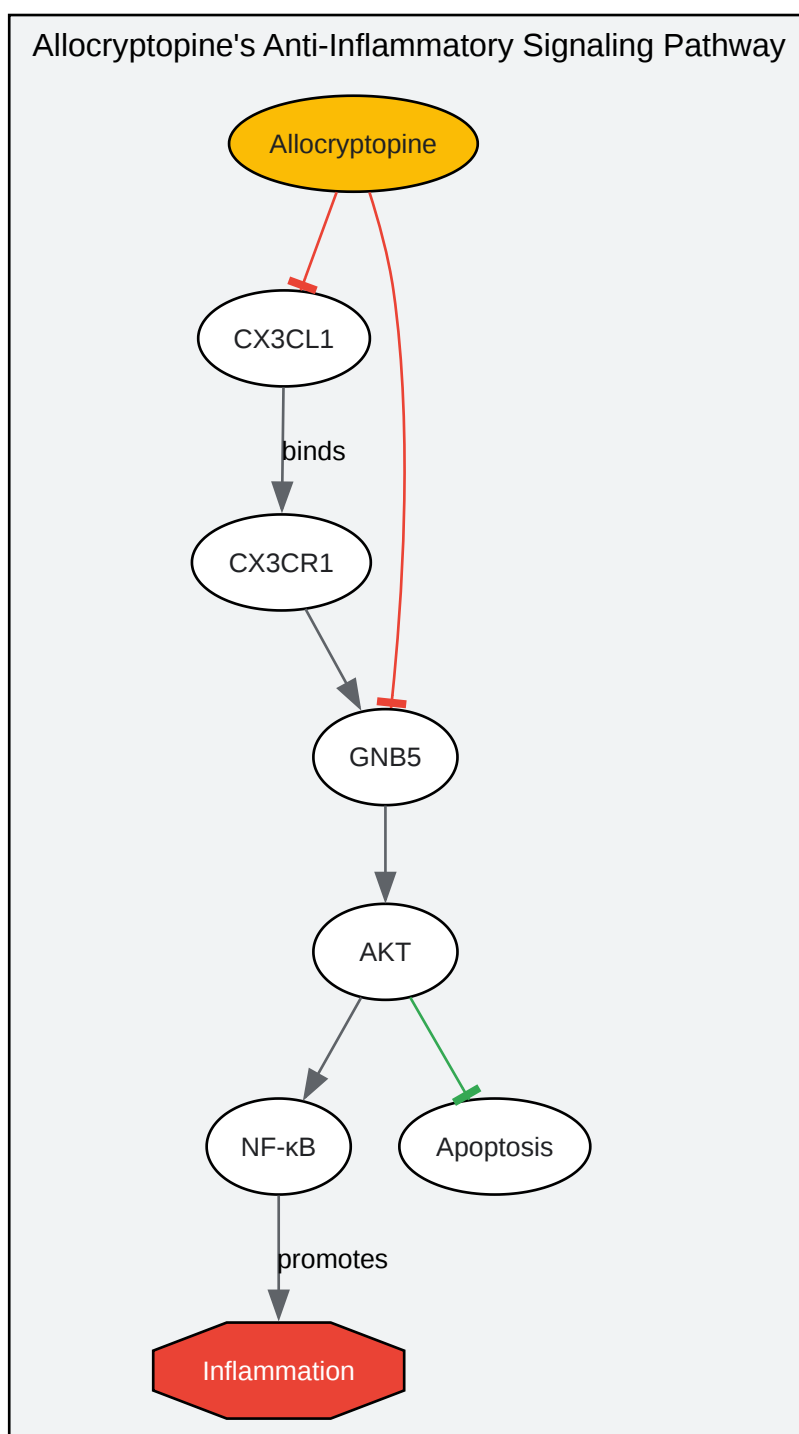 Allocryptopine's Anti-Inflammatory Signaling Pathway
Allocryptopine
CX3CL1
binds
CX3CR1
GNB5
AKT
NF-κB
Apoptosis
promotes
Inflammation